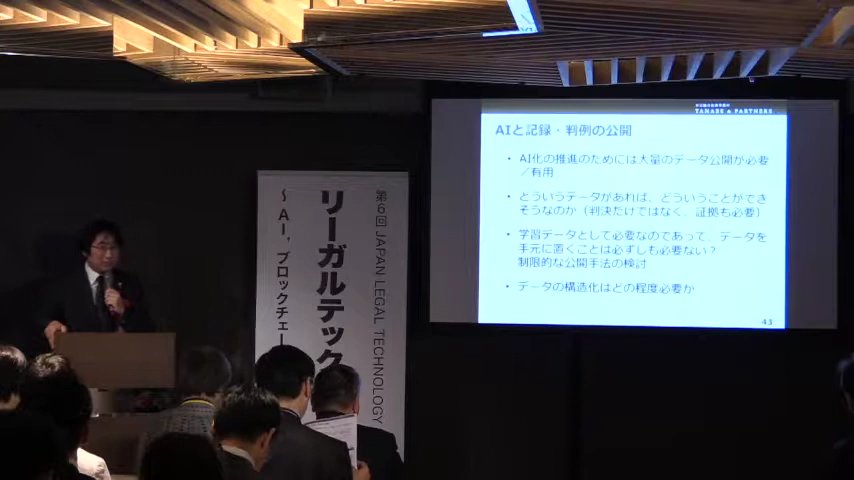 TANABE & PARTNERS
AIと記録・判例の公開
・ AI化の推進のためには大量のデータ公開が必要
／有用
・ どういうデータがあれば、どういうことができ
そうなのか（判決だけではなく、証拠も必要）
・ 学習データとして必要なのであって、データを
手元に置くことは必ずしも必要ない？
制限的な公開手法の検討
・ データの構造化はどの程度必要か
43
第6回 JAPAN LEGAL TECHNOLOGY
リーガルテック
～AI，ブロックチェー